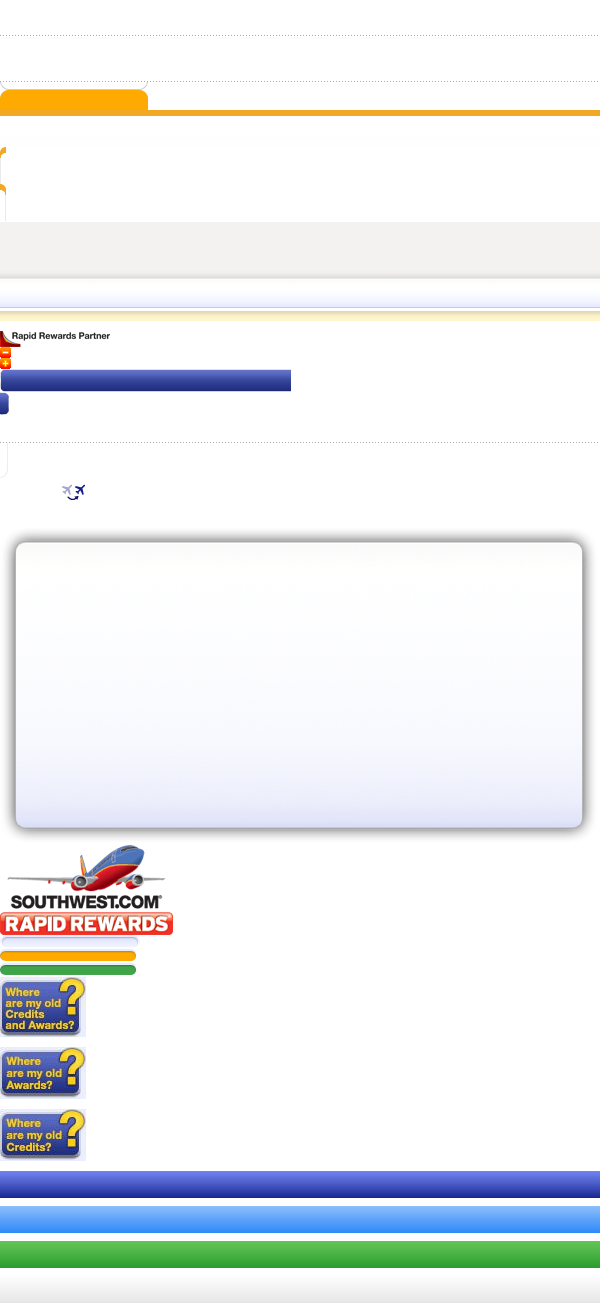 Rapid Rewards Partner
SOUTHWEST.COM®
RAPID REWARDS®
Where
are my old
Credits
and Awards?
?
Where
are my old
Awards?
?
Where
are my old
Credits?
?